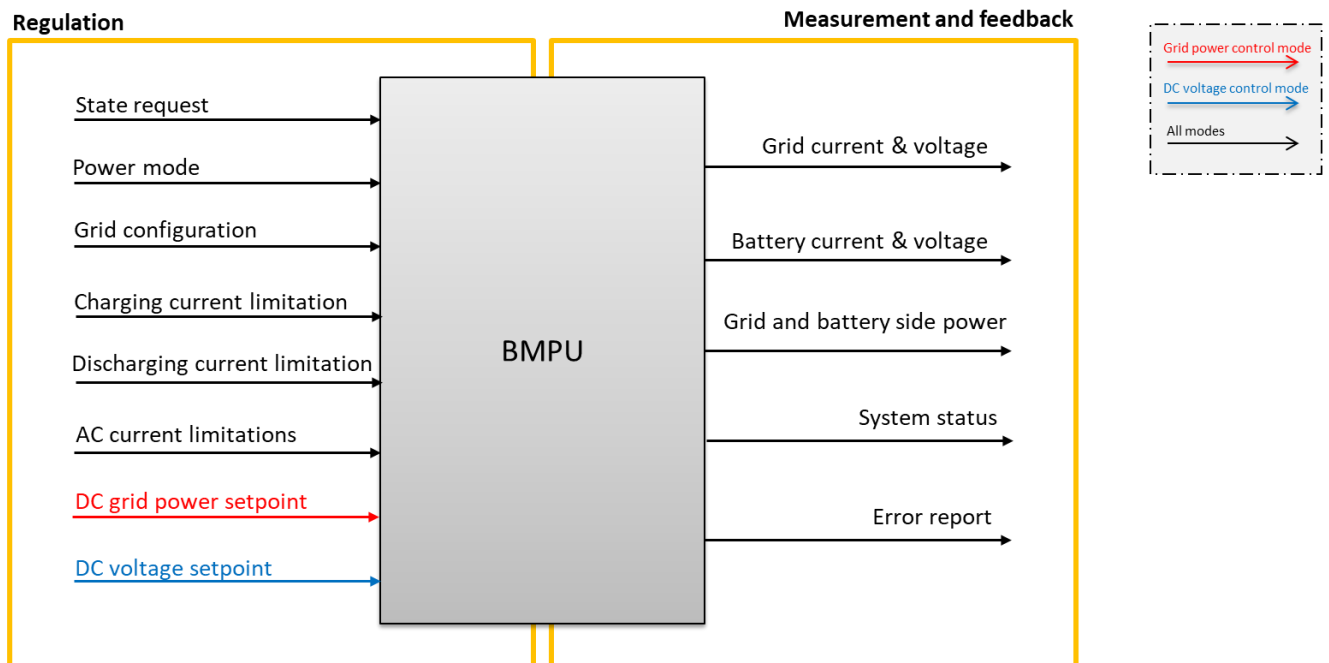 Regulation
Measurement and feedback
State request
Power mode
Grid configuration
Charging current limitation
Discharging current limitation
AC current limitations
DC grid power setpoint
DC voltage setpoint
BMPU
Grid current & voltage
Battery current & voltage
Grid and battery side power
System status
Error report
Grid power control mode
DC voltage control mode
All modes